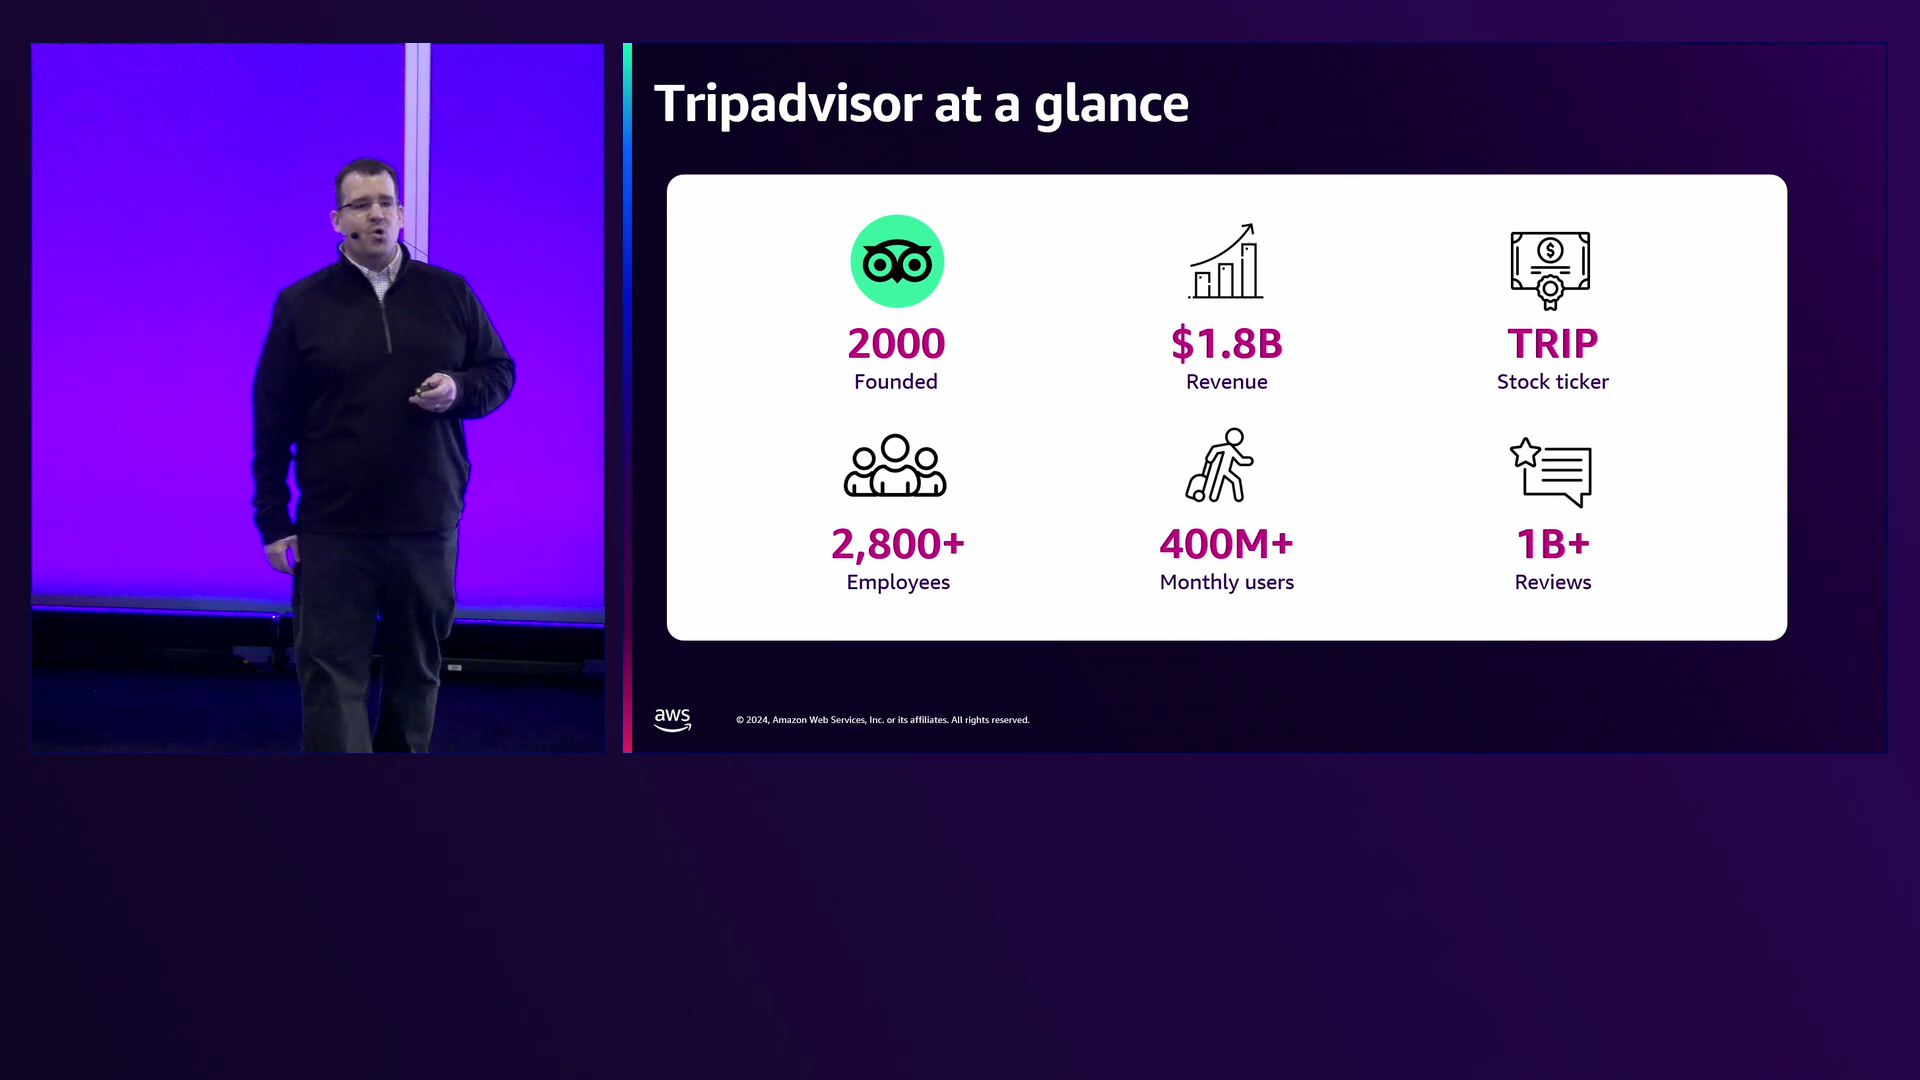 Tripadvisor at a glance
2000
Founded
$1.8B
Revenue
TRIP
Stock ticker
2,800+
Employees
400M+
Monthly users
1B+
Reviews
aws
© 2024, Amazon Web Services, Inc. or its affiliates. All rights reserved.